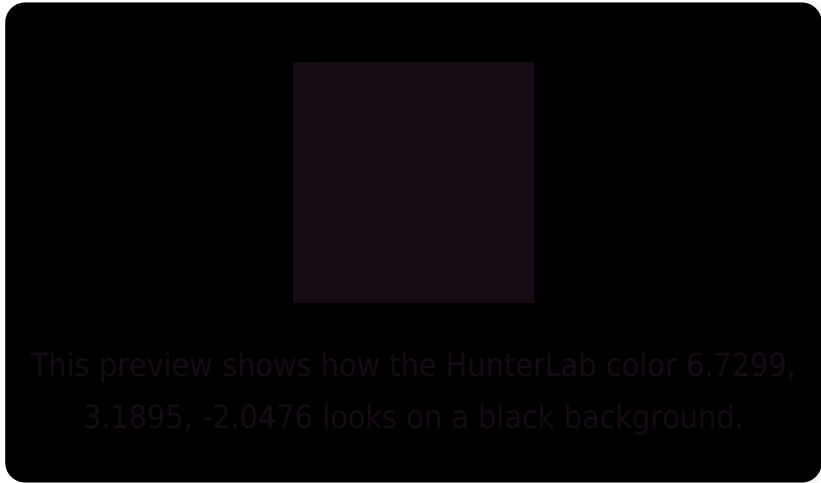 This preview shows how the HunterLab color 6.7299,
3.1895, -2.0476 looks on a black background.